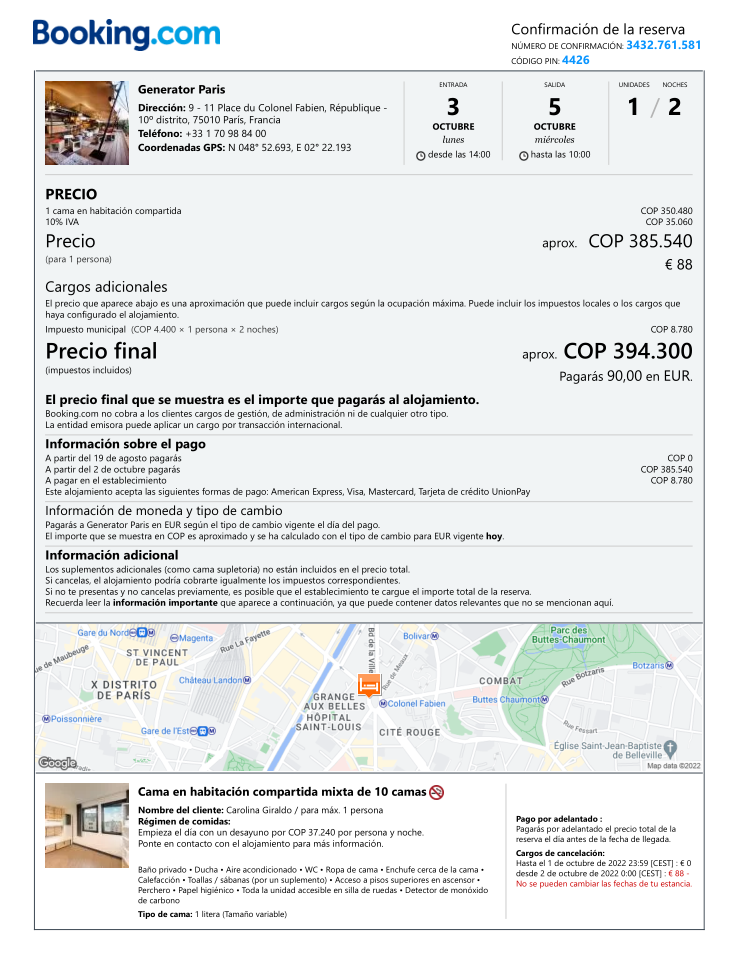 Booking.com
Confirmación de la reserva
NÚMERO DE CONFIRMACIÓN: 3432.761.581
CÓDIGO PIN: 4426
Generator Paris
Dirección: 9 - 11 Place du Colonel Fabien, République -
10º distrito, 75010 París, Francia
Teléfono: +33 1 70 98 84 00
Coordenadas GPS: N 048° 52.693, E 02° 22.193
ENTRADA
3
OCTUBRE
lunes
desde las 14:00
SALIDA
5
OCTUBRE
miércoles
hasta las 10:00
UNIDADES NOCHES
1 / 2
PRECIO
1 cama en habitación compartida COP 350.480
10% IVA COP 35.060
Precio aprox. COP 385.540
(para 1 persona) € 88
Cargos adicionales
El precio que aparece abajo es una aproximación que puede incluir cargos según la ocupación máxima. Puede incluir los impuestos locales o los cargos que
haya configurado el alojamiento.
Impuesto municipal (COP 4.400 × 1 persona × 2 noches) COP 8.780
Precio final aprox. COP 394.300
(impuestos incluidos) Pagarás 90,00 en EUR.
El precio final que se muestra es el importe que pagarás al alojamiento.
Booking.com no cobra a los clientes cargos de gestión, de administración ni de cualquier otro tipo.
La entidad emisora puede aplicar un cargo por transacción internacional.
Información sobre el pago
A partir del 19 de agosto pagarás COP 0
A partir del 2 de octubre pagarás COP 385.540
A pagar en el establecimiento COP 8.780
Este alojamiento acepta las siguientes formas de pago: American Express, Visa, Mastercard, Tarjeta de crédito UnionPay
Información de moneda y tipo de cambio
Pagarás a Generator Paris en EUR según el tipo de cambio vigente el día del pago.
El importe que se muestra en COP es aproximado y se ha calculado con el tipo de cambio para EUR vigente hoy.
Información adicional
Los suplementos adicionales (como cama supletoria) no están incluidos en el precio total.
Si cancelas, el alojamiento podría cobrarte igualmente los impuestos correspondientes.
Si no te presentas y no cancelas previamente, es posible que el establecimiento te cargue el importe total de la reserva.
Recuerda leer la información importante que aparece a continuación, ya que puede contener datos relevantes que no se mencionan aquí.
Gare du Nord
Magenta
Rue La Fayette
Bd de la Ville
Bolivar
Parc des
Buttes-Chaumont
ue de Maubeuge
ST VINCENT
DE PAUL
Rue de Meaux
Botzaris
Rue Botzaris
X DISTRITO
DE PARÍS
Château Landon
COMBAT
GRANGE
AUX BELLES
HÔPITAL
SAINT-LOUIS
Colonel Fabien
Buttes Chaumont
Poissonnière
Gare de l'Est
CITÉ ROUGE
Rue Fessart
Église Saint-Jean-Baptiste
de Belleville
Google
adi
Map data ©2022
Cama en habitación compartida mixta de 10 camas
Nombre del cliente: Carolina Giraldo / para máx. 1 persona
Régimen de comidas:
Empieza el día con un desayuno por COP 37.240 por persona y noche.
Ponte en contacto con el alojamiento para más información.
Baño privado • Ducha • Aire acondicionado • WC • Ropa de cama • Enchufe cerca de la cama •
Calefacción • Toallas / sábanas (por un suplemento) • Acceso a pisos superiores en ascensor •
Perchero • Papel higiénico • Toda la unidad accesible en silla de ruedas • Detector de monóxido
de carbono
Tipo de cama: 1 litera (Tamaño variable)
Pago por adelantado :
Pagarás por adelantado el precio total de la
reserva el día antes de la fecha de llegada.
Cargos de cancelación:
Hasta el 1 de octubre de 2022 23:59 [CEST] : € 0
desde 2 de octubre de 2022 0:00 [CEST] : € 88 -
No se pueden cambiar las fechas de tu estancia.